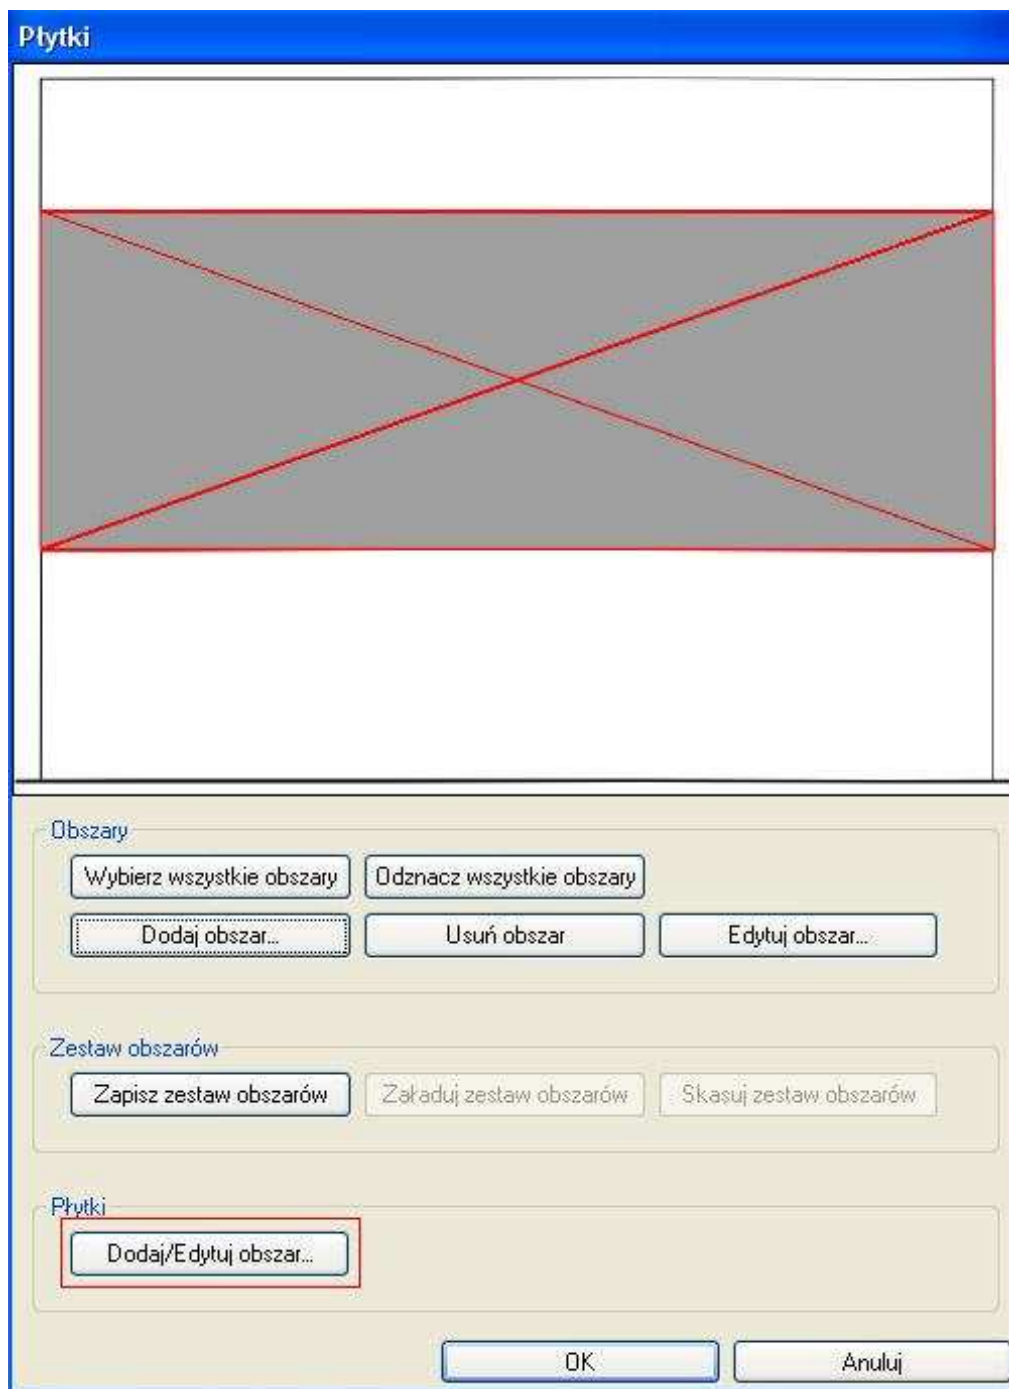 Płytki
Obszary
Wybierz wszystkie obszary Odznacz wszystkie obszary
Dodaj obszar... Usuń obszar Edytuj obszar...
Zestaw obszarów
Zapisz zestaw obszarów Załaduj zestaw obszarów Skasuj zestaw obszarów
Płytki
Dodaj/Edytuj obszar...
OK Anuluj